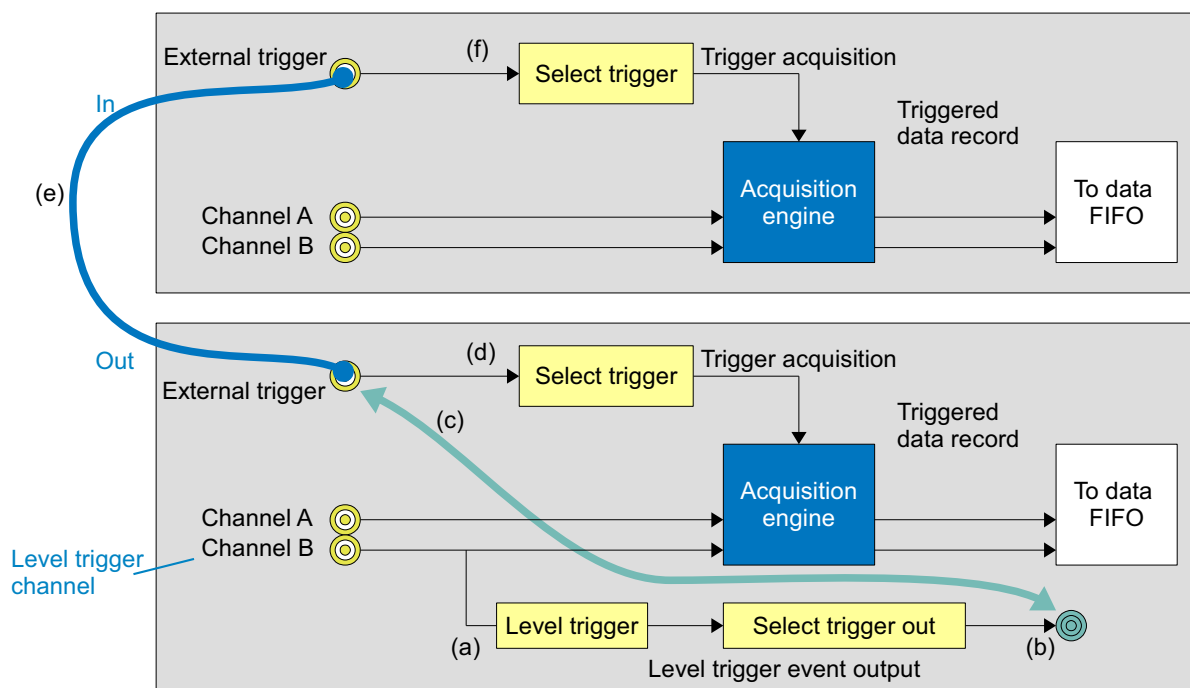 External trigger
(f)
Select trigger
Trigger acquisition
In
Triggered
data record
(e)
Channel A
Channel B
Acquisition
engine
To data
FIFO
Out
External trigger
(d)
Select trigger
Trigger acquisition
(c)
Triggered
data record
Channel A
Channel B
Acquisition
engine
To data
FIFO
Level trigger
channel
(a)
Level trigger
Select trigger out
(b)
Level trigger event output